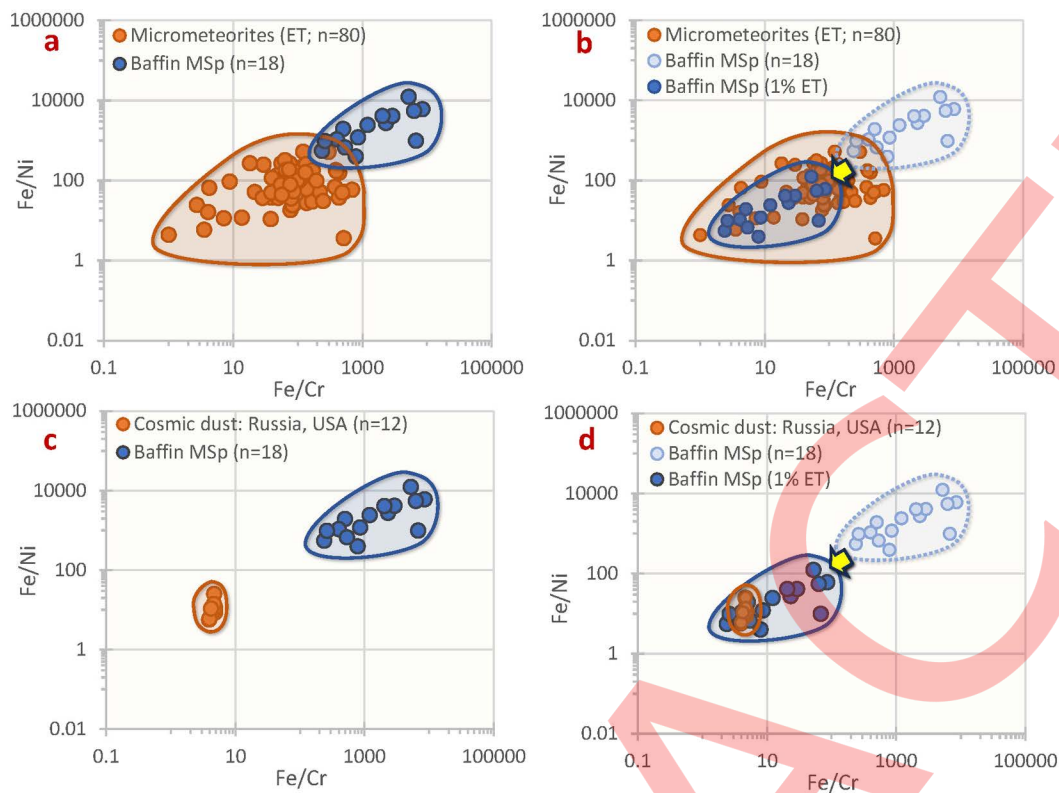 a
Micrometeorites (ET; n=80)
Baffin MSp (n=18)
1000000
10000
100
1
0.01
Fe/Ni
0.1
10
1000
100000
Fe/Cr
b
Micrometeorites (ET; n=80)
Baffin MSp (n=18)
Baffin MSp (1% ET)
1000000
10000
100
1
0.01
Fe/Ni
0.1
10
1000
100000
Fe/Cr
c
Cosmic dust: Russia, USA (n=12)
Baffin MSp (n=18)
1000000
10000
100
1
0.01
Fe/Ni
0.1
10
1000
100000
Fe/Cr
d
Cosmic dust: Russia, USA (n=12)
Baffin MSp (n=18)
Baffin MSp (1% ET)
1000000
10000
100
1
0.01
Fe/Ni
0.1
10
1000
100000
Fe/Cr
ACT